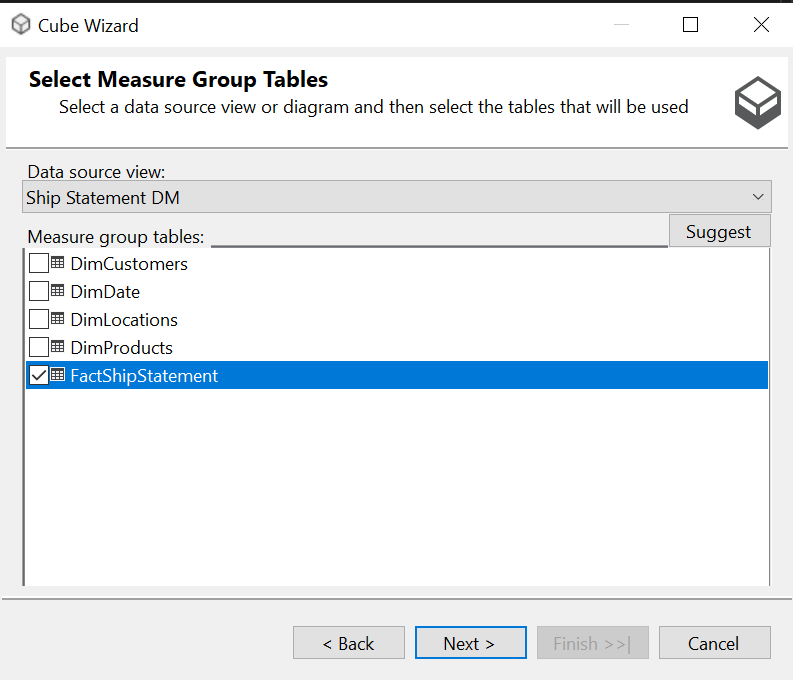 Cube Wizard
Select Measure Group Tables
Select a data source view or diagram and then select the tables that will be used
Data source view:
Ship Statement DM
Measure group tables:
Suggest
DimCustomers
DimDate
DimLocations
DimProducts
FactShipStatement
< Back
Next >
Finish >>|
Cancel